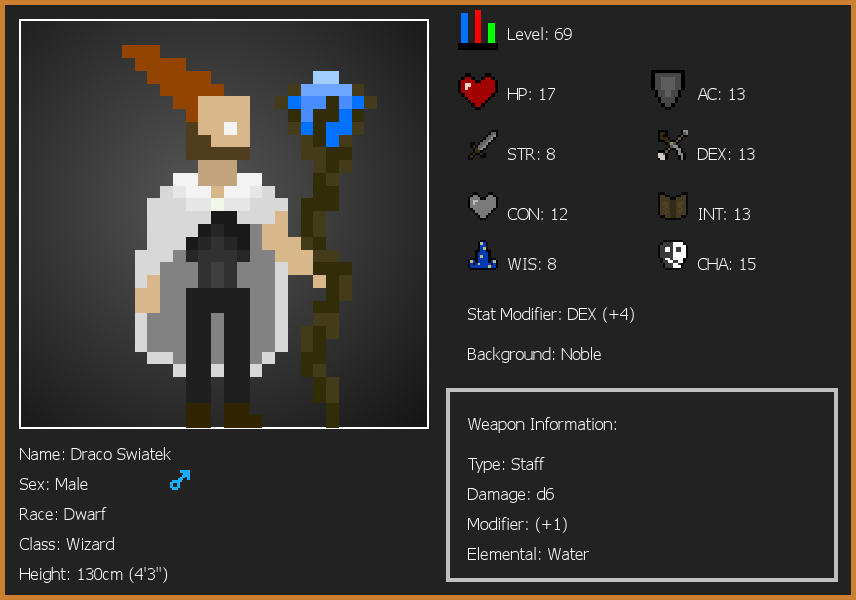 Level: 69
HP: 17
AC: 13
STR: 8
DEX: 13
CON: 12
INT: 13
WIS: 8
CHA: 15
Stat Modifier: DEX (+4)
Background: Noble
Weapon Information:
Type: Staff
Damage: d6
Modifier: (+1)
Elemental: Water
Name: Draco Swiatek
Sex: Male
Race: Dwarf
Class: Wizard
Height: 130cm (4'3")